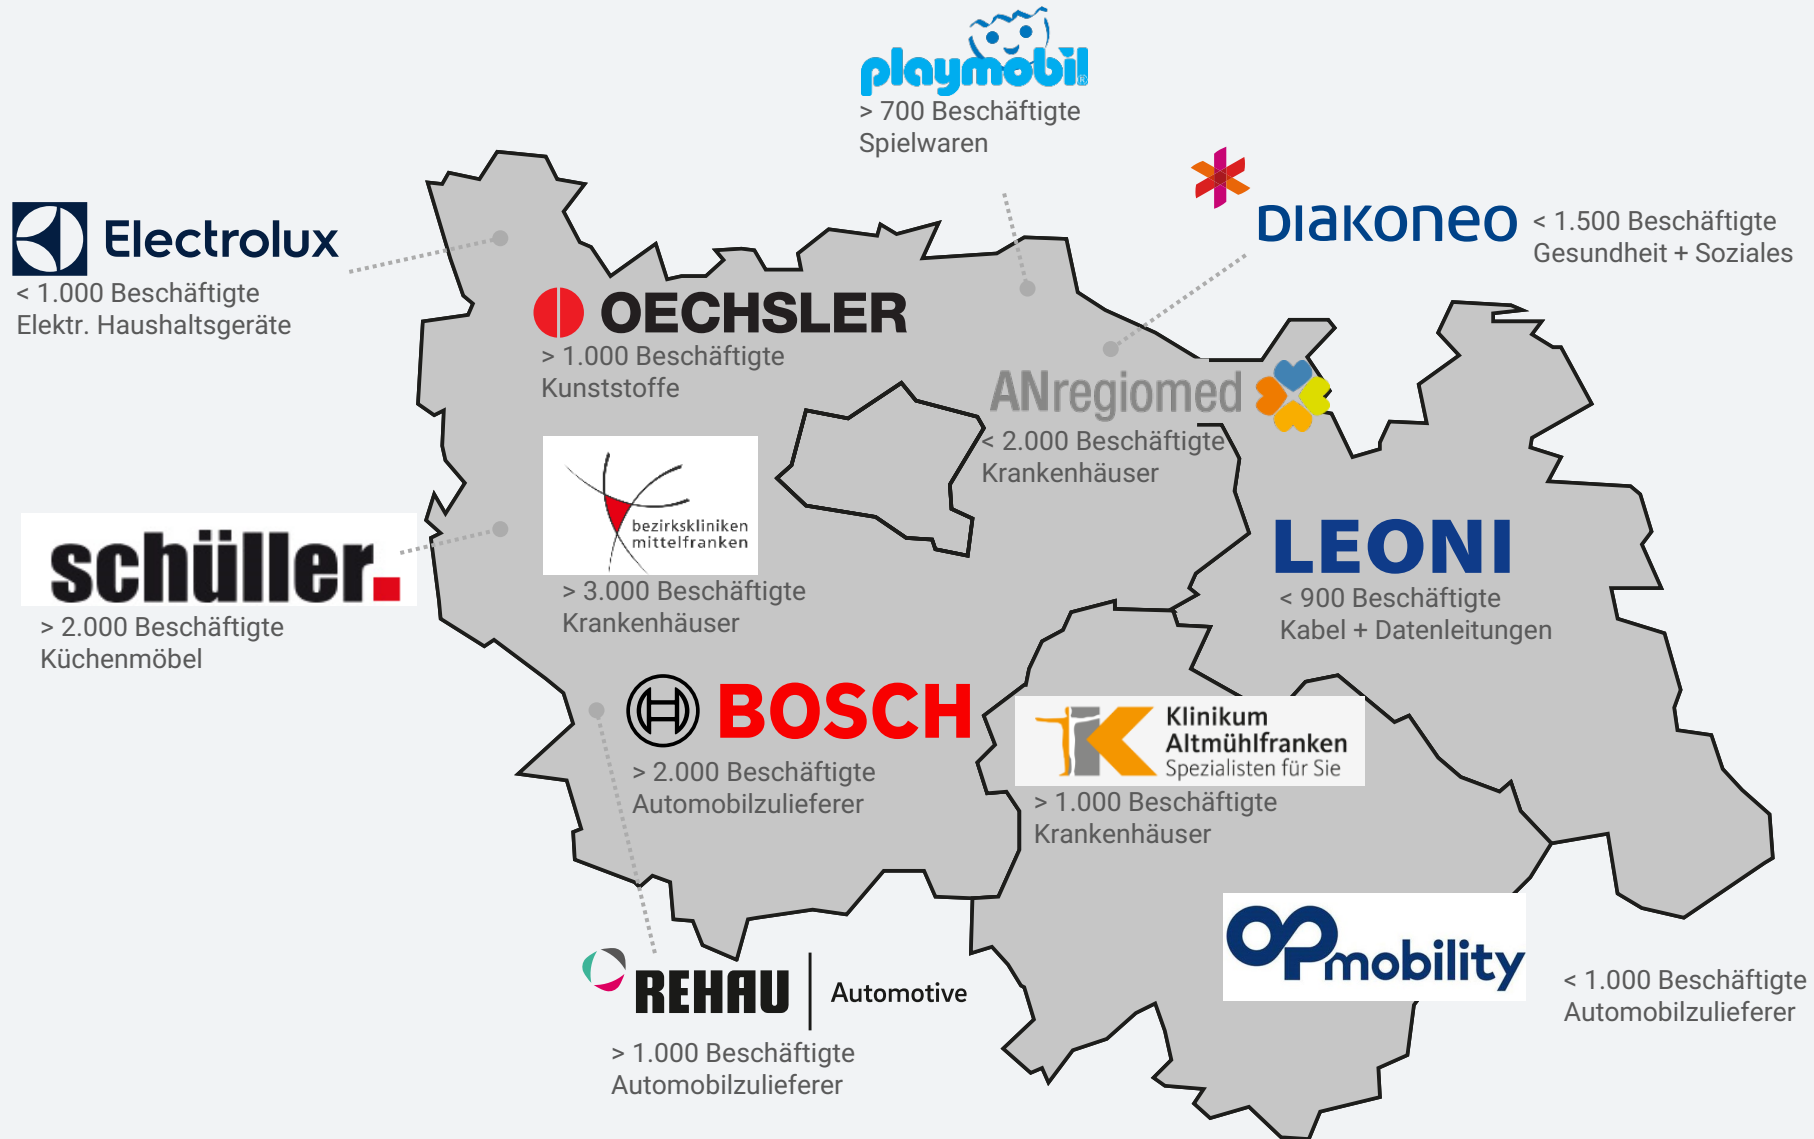 playmobil®
> 700 Beschäftigte
Spielwaren
DIAKONEO
< 1.500 Beschäftigte
Gesundheit + Soziales
Electrolux
< 1.000 Beschäftigte
Elektr. Haushaltsgeräte
OECHSLER
> 1.000 Beschäftigte
Kunststoffe
ANregiomed
< 2.000 Beschäftigte
Krankenhäuser
bezirkskliniken
mittelfranken
> 3.000 Beschäftigte
Krankenhäuser
schüller.
> 2.000 Beschäftigte
Küchenmöbel
LEONI
< 900 Beschäftigte
Kabel + Datenleitungen
BOSCH
> 2.000 Beschäftigte
Automobilzulieferer
K Klinikum
Altmühlfranken
Spezialisten für Sie
> 1.000 Beschäftigte
Krankenhäuser
OPmobility
< 1.000 Beschäftigte
Automobilzulieferer
REHAU | Automotive
> 1.000 Beschäftigte
Automobilzulieferer